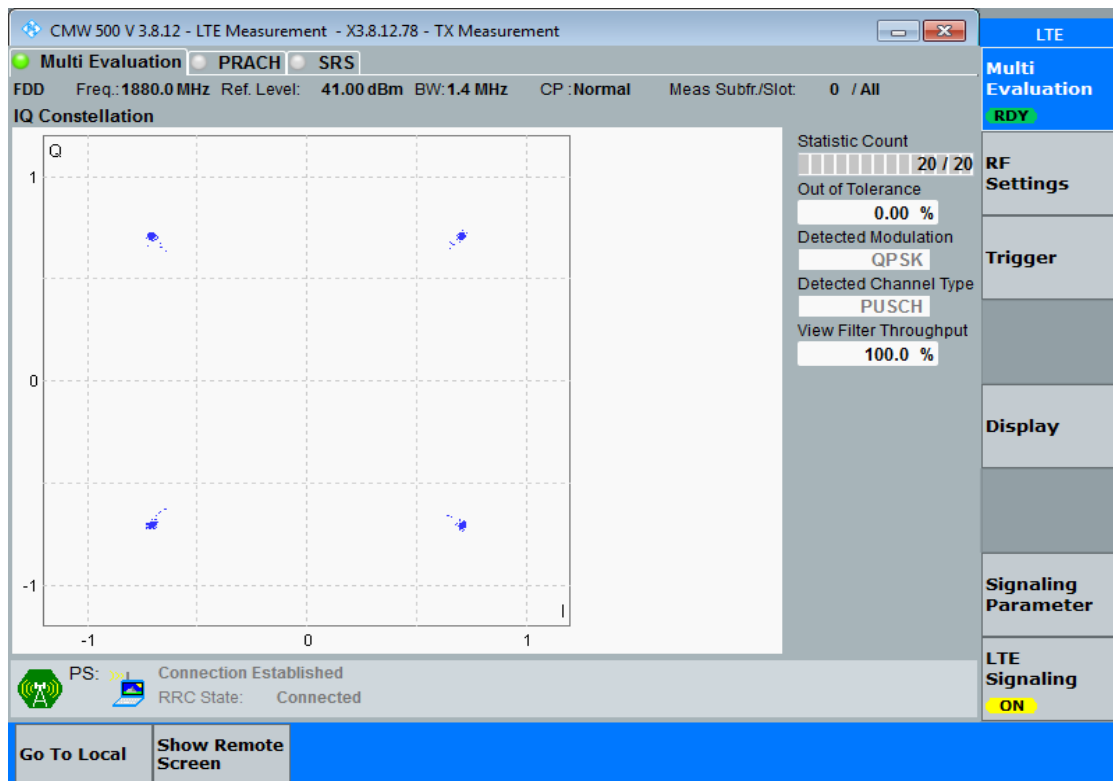 CMW 500 V 3.8.12 - LTE Measurement - X3.8.12.78 - TX Measurement
LTE
Multi Evaluation PRACH SRS
FDD Freq.:1880.0 MHz Ref. Level: 41.00 dBm BW:1.4 MHz CP :Normal Meas Subfr./Slot: 0 / All
IQ Constellation
Q
1
0
-1
I
-1 0 1
Statistic Count
20 / 20
Out of Tolerance
0.00 %
Detected Modulation
QPSK
Detected Channel Type
PUSCH
View Filter Throughput
100.0 %
Multi
Evaluation
RDY
RF
Settings
Trigger
Display
Signaling
Parameter
LTE
Signaling
ON
PS: Connection Established
RRC State: Connected
Go To Local
Show Remote
Screen